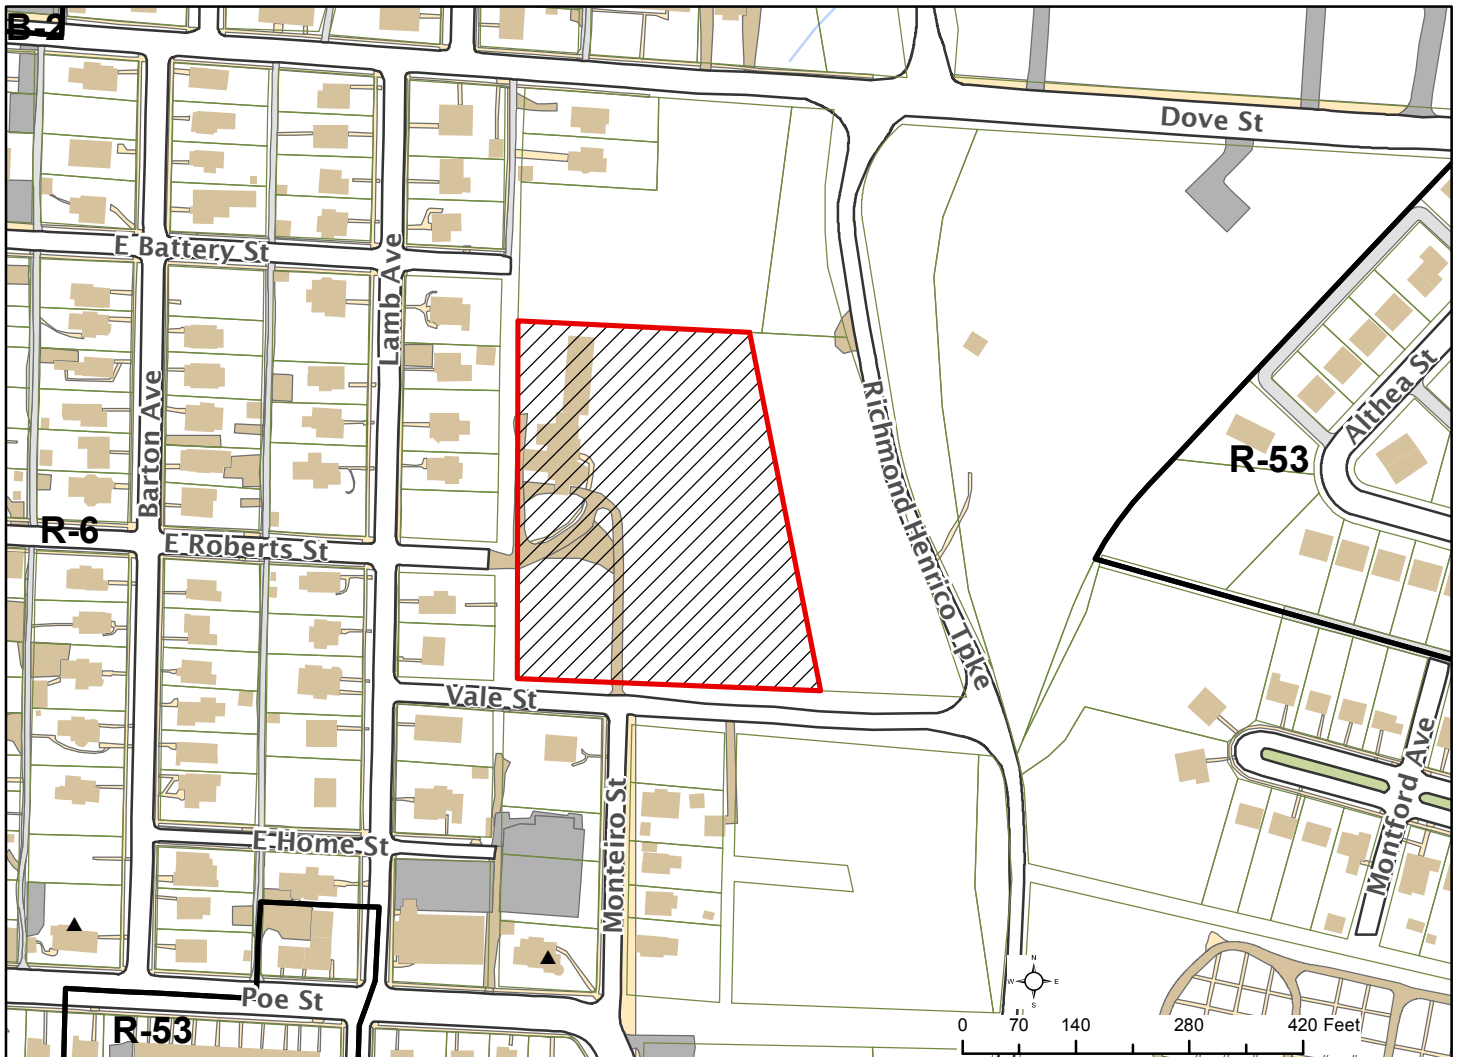 B-2
Dove St
E Battery St
Lamb Ave
Althea St
Barton Ave
Richmond-Henrico Tpke
R-53
R-6
E Roberts St
Vale St
Montford Ave
Monteiro St
E Home St
N
W E
S
Poe St
R-53
0 70 140 280 420 Feet